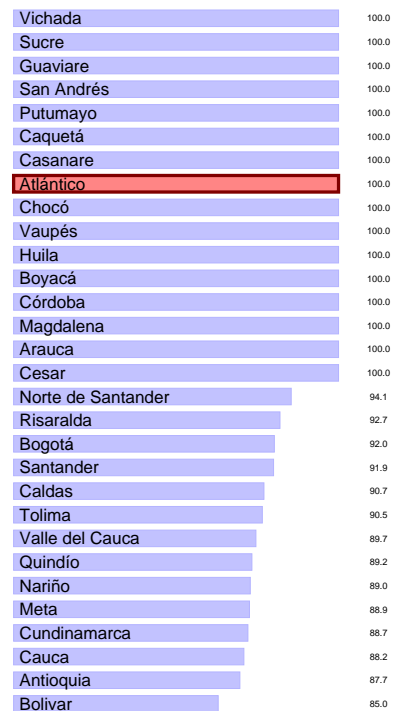 Vichada 100.0
Sucre 100.0
Guaviare 100.0
San Andrés 100.0
Putumayo 100.0
Caquetá 100.0
Casanare 100.0
Atlántico 100.0
Chocó 100.0
Vaupés 100.0
Huila 100.0
Boyacá 100.0
Córdoba 100.0
Magdalena 100.0
Arauca 100.0
Cesar 100.0
Norte de Santander 94.1
Risaralda 92.7
Bogotá 92.0
Santander 91.9
Caldas 90.7
Tolima 90.5
Valle del Cauca 89.7
Quindío 89.2
Nariño 89.0
Meta 88.9
Cundinamarca 88.7
Cauca 88.2
Antioquia 87.7
Bolivar 85.0